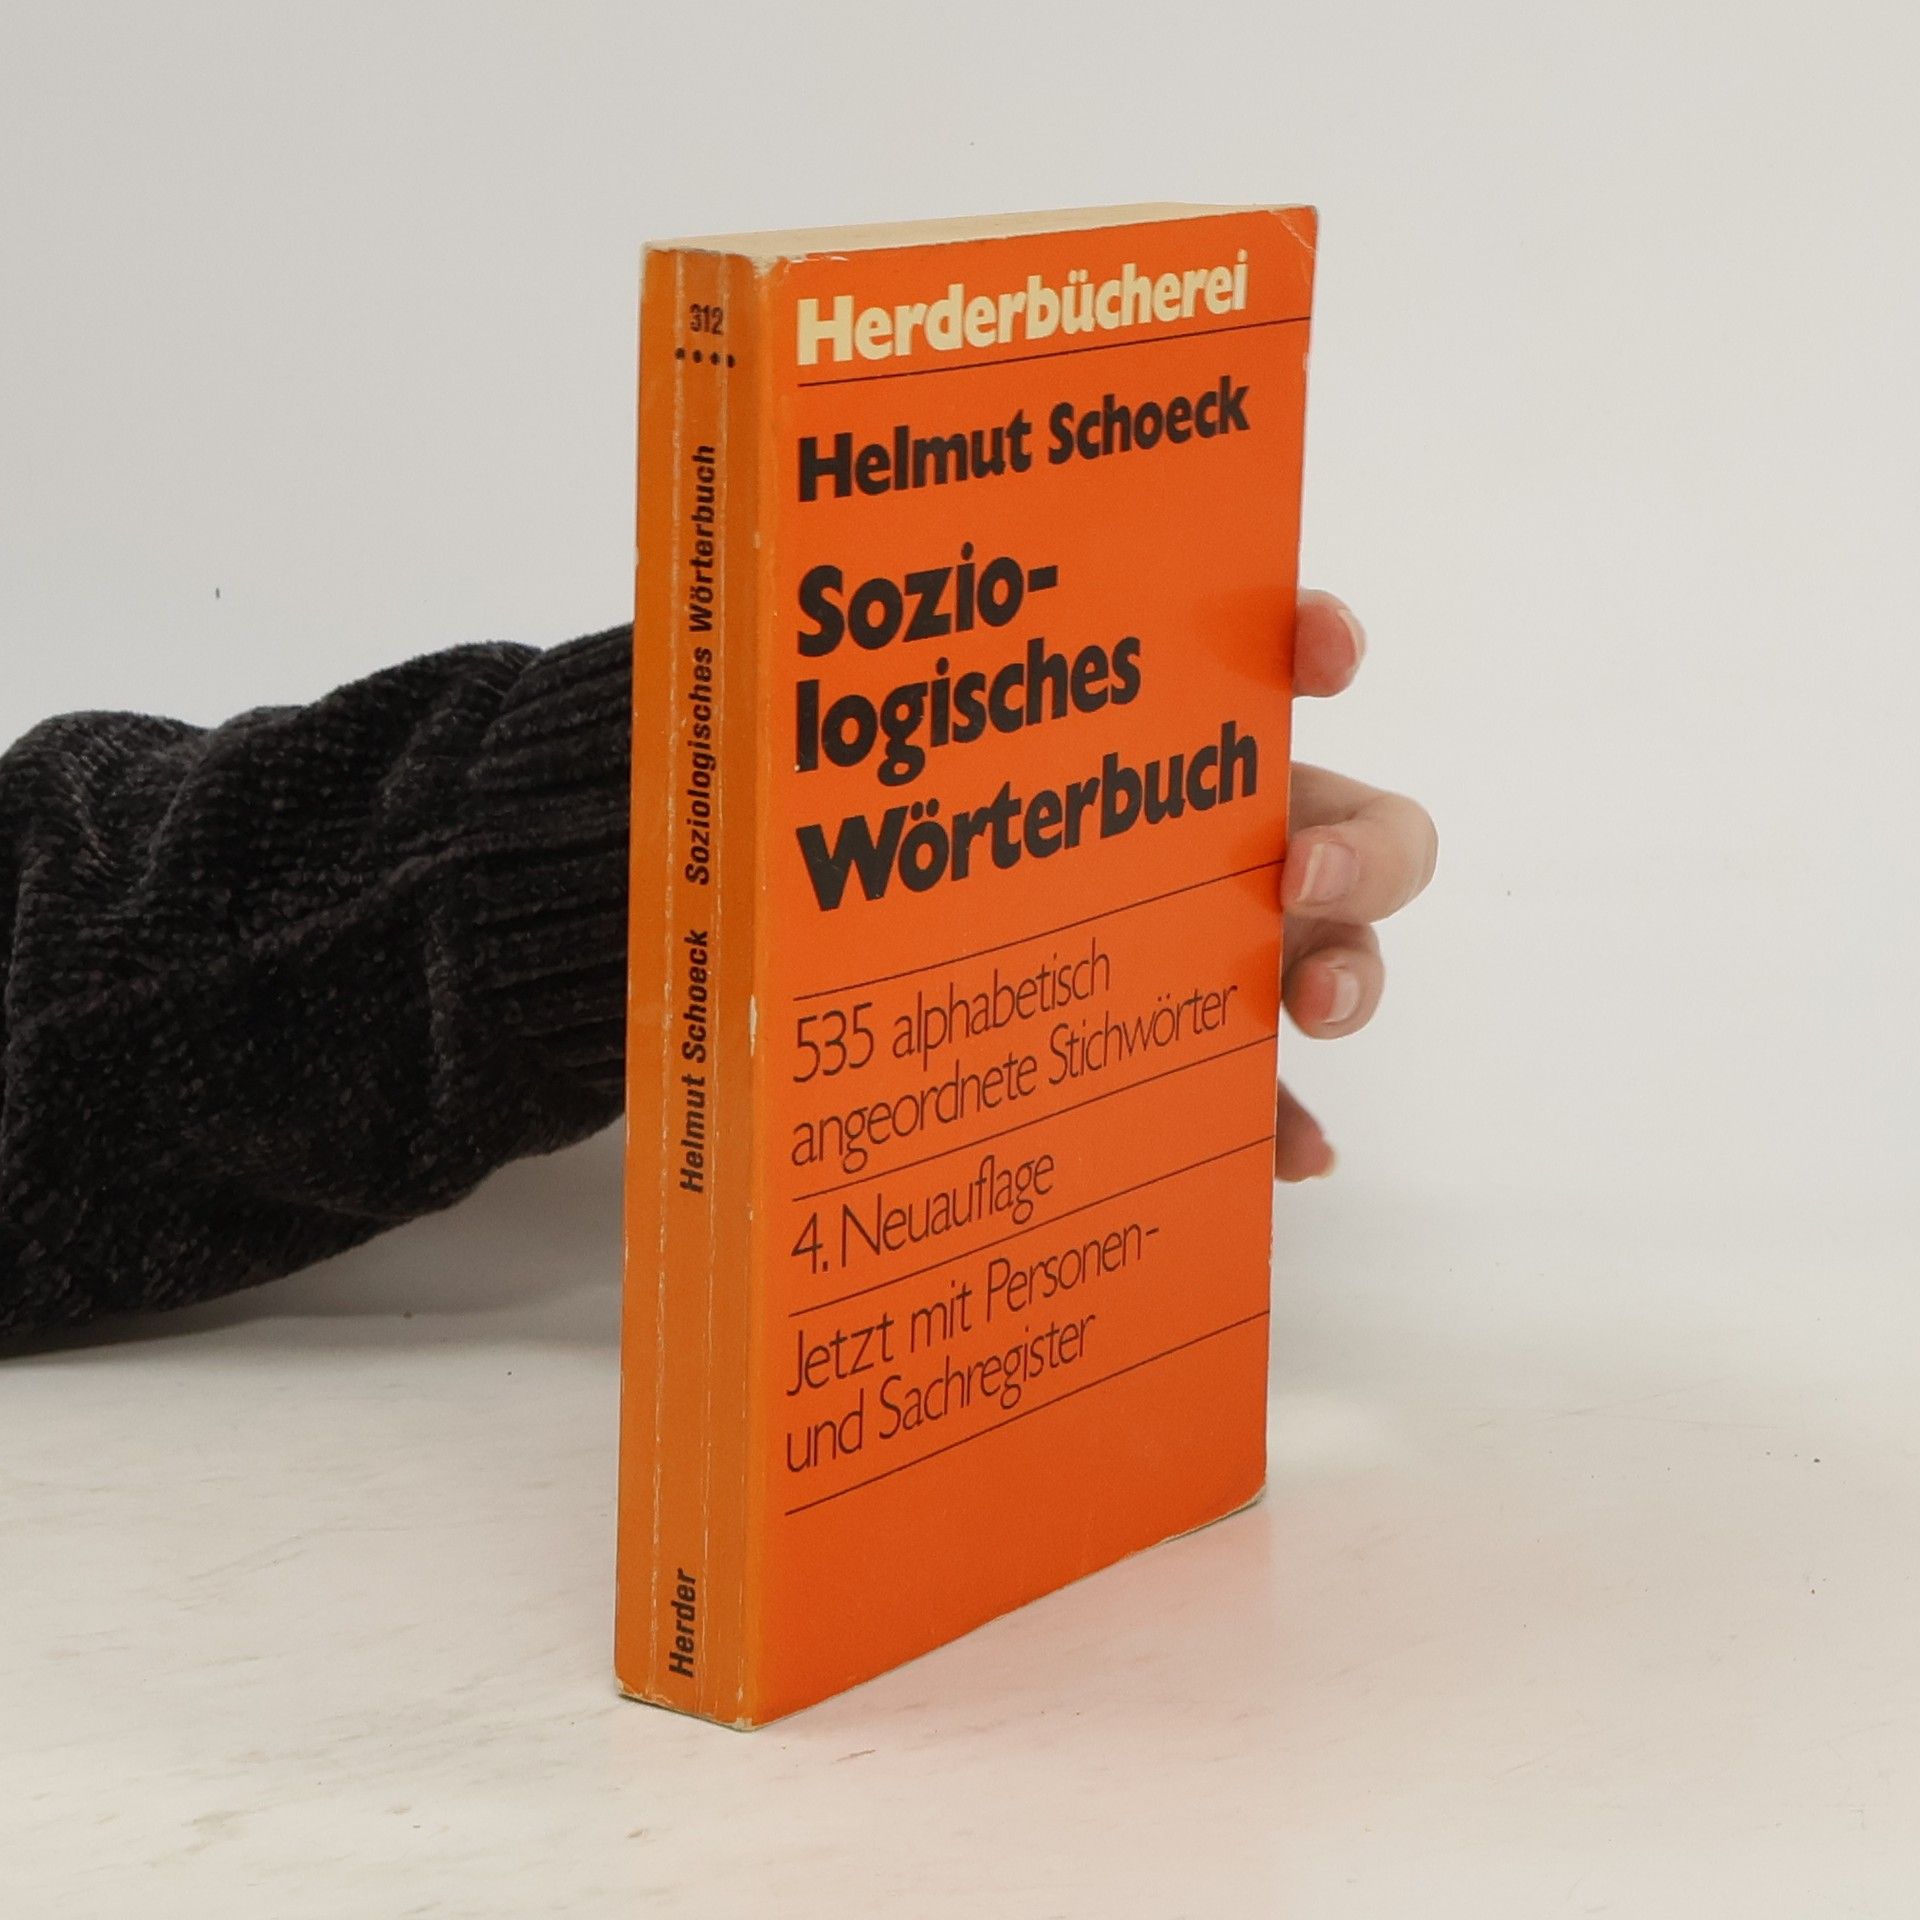 312
Helmut Schoeck Soziologisches Wörterbuch
Herder
Herderbücherei
Helmut Schoeck
Sozio-
logisches
Wörterbuch
535 alphabetisch
angeordnete Stichwörter
4. Neuauflage
Jetzt mit Personen-
und Sachregister